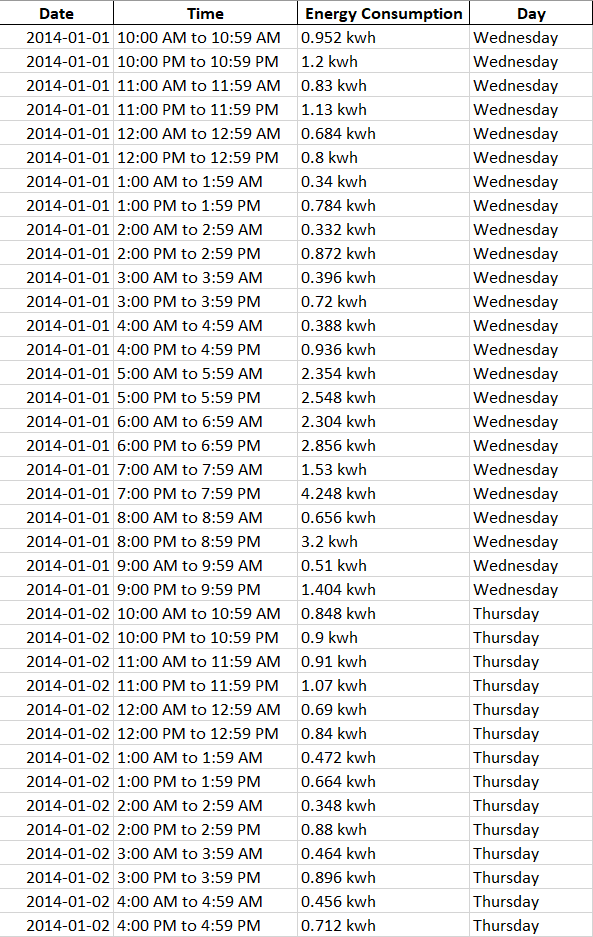 Date Time Energy Consumption Day
2014-01-01 10:00 AM to 10:59 AM 0.952 kwh Wednesday
2014-01-01 10:00 PM to 10:59 PM 1.2 kwh Wednesday
2014-01-01 11:00 AM to 11:59 AM 0.83 kwh Wednesday
2014-01-01 11:00 PM to 11:59 PM 1.13 kwh Wednesday
2014-01-01 12:00 AM to 12:59 AM 0.684 kwh Wednesday
2014-01-01 12:00 PM to 12:59 PM 0.8 kwh Wednesday
2014-01-01 1:00 AM to 1:59 AM 0.34 kwh Wednesday
2014-01-01 1:00 PM to 1:59 PM 0.784 kwh Wednesday
2014-01-01 2:00 AM to 2:59 AM 0.332 kwh Wednesday
2014-01-01 2:00 PM to 2:59 PM 0.872 kwh Wednesday
2014-01-01 3:00 AM to 3:59 AM 0.396 kwh Wednesday
2014-01-01 3:00 PM to 3:59 PM 0.72 kwh Wednesday
2014-01-01 4:00 AM to 4:59 AM 0.388 kwh Wednesday
2014-01-01 4:00 PM to 4:59 PM 0.936 kwh Wednesday
2014-01-01 5:00 AM to 5:59 AM 2.354 kwh Wednesday
2014-01-01 5:00 PM to 5:59 PM 2.548 kwh Wednesday
2014-01-01 6:00 AM to 6:59 AM 2.304 kwh Wednesday
2014-01-01 6:00 PM to 6:59 PM 2.856 kwh Wednesday
2014-01-01 7:00 AM to 7:59 AM 1.53 kwh Wednesday
2014-01-01 7:00 PM to 7:59 PM 4.248 kwh Wednesday
2014-01-01 8:00 AM to 8:59 AM 0.656 kwh Wednesday
2014-01-01 8:00 PM to 8:59 PM 3.2 kwh Wednesday
2014-01-01 9:00 AM to 9:59 AM 0.51 kwh Wednesday
2014-01-01 9:00 PM to 9:59 PM 1.404 kwh Wednesday
2014-01-02 10:00 AM to 10:59 AM 0.848 kwh Thursday
2014-01-02 10:00 PM to 10:59 PM 0.9 kwh Thursday
2014-01-02 11:00 AM to 11:59 AM 0.91 kwh Thursday
2014-01-02 11:00 PM to 11:59 PM 1.07 kwh Thursday
2014-01-02 12:00 AM to 12:59 AM 0.69 kwh Thursday
2014-01-02 12:00 PM to 12:59 PM 0.84 kwh Thursday
2014-01-02 1:00 AM to 1:59 AM 0.472 kwh Thursday
2014-01-02 1:00 PM to 1:59 PM 0.664 kwh Thursday
2014-01-02 2:00 AM to 2:59 AM 0.348 kwh Thursday
2014-01-02 2:00 PM to 2:59 PM 0.88 kwh Thursday
2014-01-02 3:00 AM to 3:59 AM 0.464 kwh Thursday
2014-01-02 3:00 PM to 3:59 PM 0.896 kwh Thursday
2014-01-02 4:00 AM to 4:59 AM 0.456 kwh Thursday
2014-01-02 4:00 PM to 4:59 PM 0.712 kwh Thursday